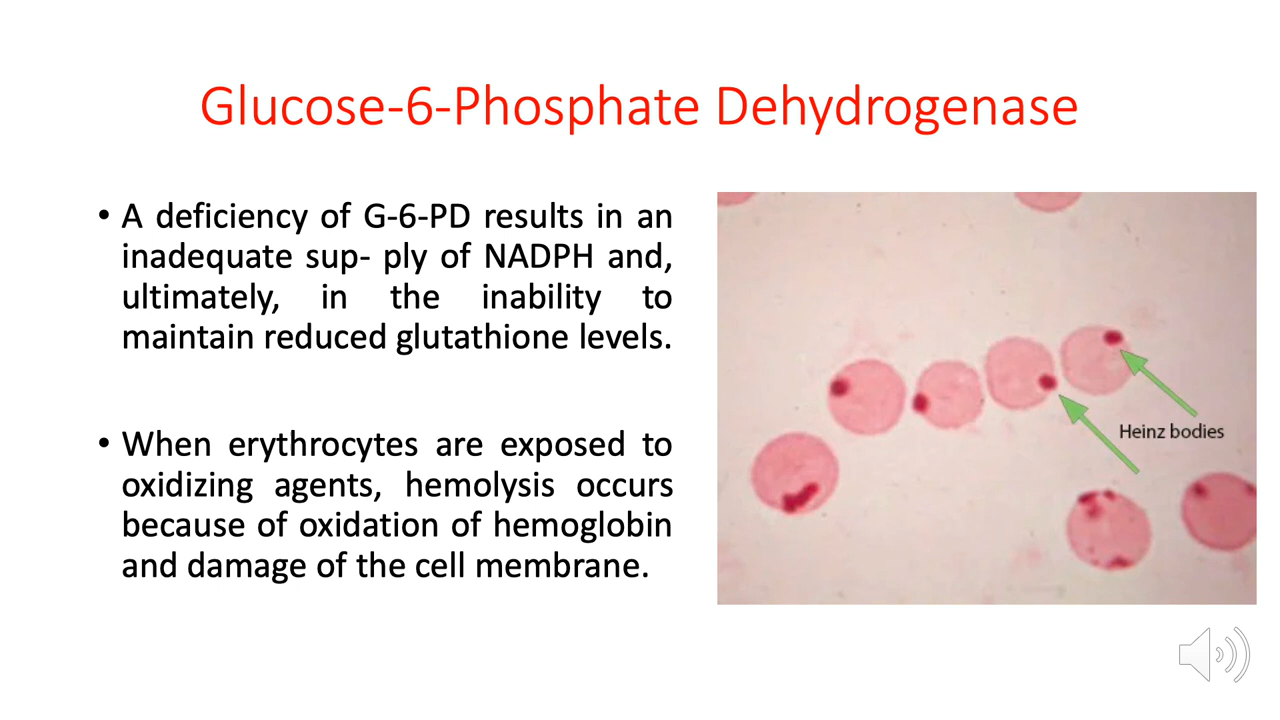 Glucose-6-Phosphate Dehydrogenase
• A deficiency of G-6-PD results in an
inadequate sup- ply of NADPH and,
ultimately, in the inability to
maintain reduced glutathione levels.
• When erythrocytes are exposed to
oxidizing agents, hemolysis occurs
because of oxidation of hemoglobin
and damage of the cell membrane.
Heinz bodies